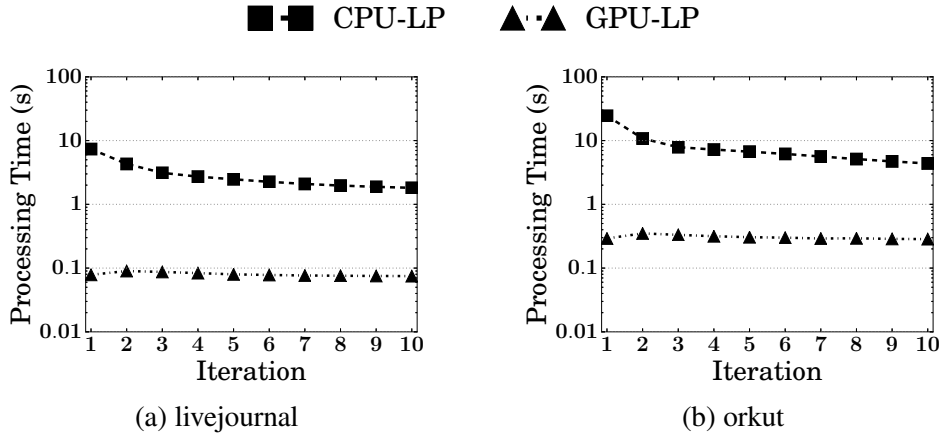 CPU-LP GPU-LP
Processing Time (s)
100
10
1
0.1
0.01
1 2 3 4 5 6 7 8 9 10
Iteration
(a) livejournal
Processing Time (s)
100
10
1
0.1
0.01
1 2 3 4 5 6 7 8 9 10
Iteration
(b) orkut